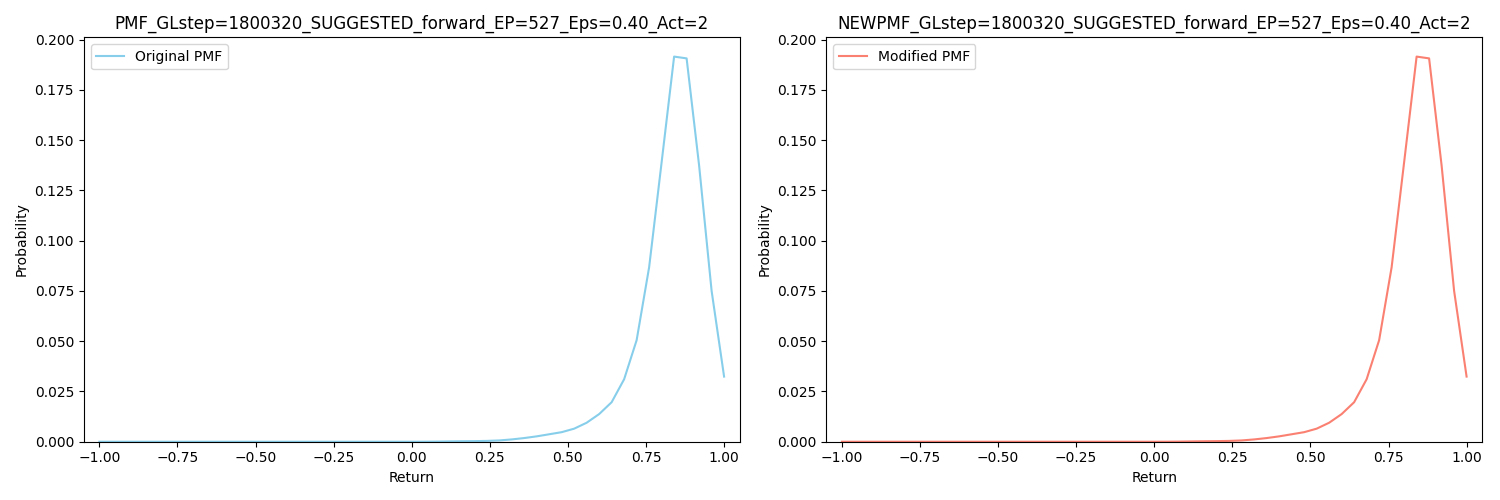 PMF_GLstep=1800320_SUGGESTED_forward_EP=527_Eps=0.40_Act=2
Original PMF
Probability
0.200
0.175
0.150
0.125
0.100
0.075
0.050
0.025
0.000
−1.00 −0.75 −0.50 −0.25 0.00 0.25 0.50 0.75 1.00
Return
NEWPMF_GLstep=1800320_SUGGESTED_forward_EP=527_Eps=0.40_Act=2
Modified PMF
Probability
0.200
0.175
0.150
0.125
0.100
0.075
0.050
0.025
0.000
−1.00 −0.75 −0.50 −0.25 0.00 0.25 0.50 0.75 1.00
Return